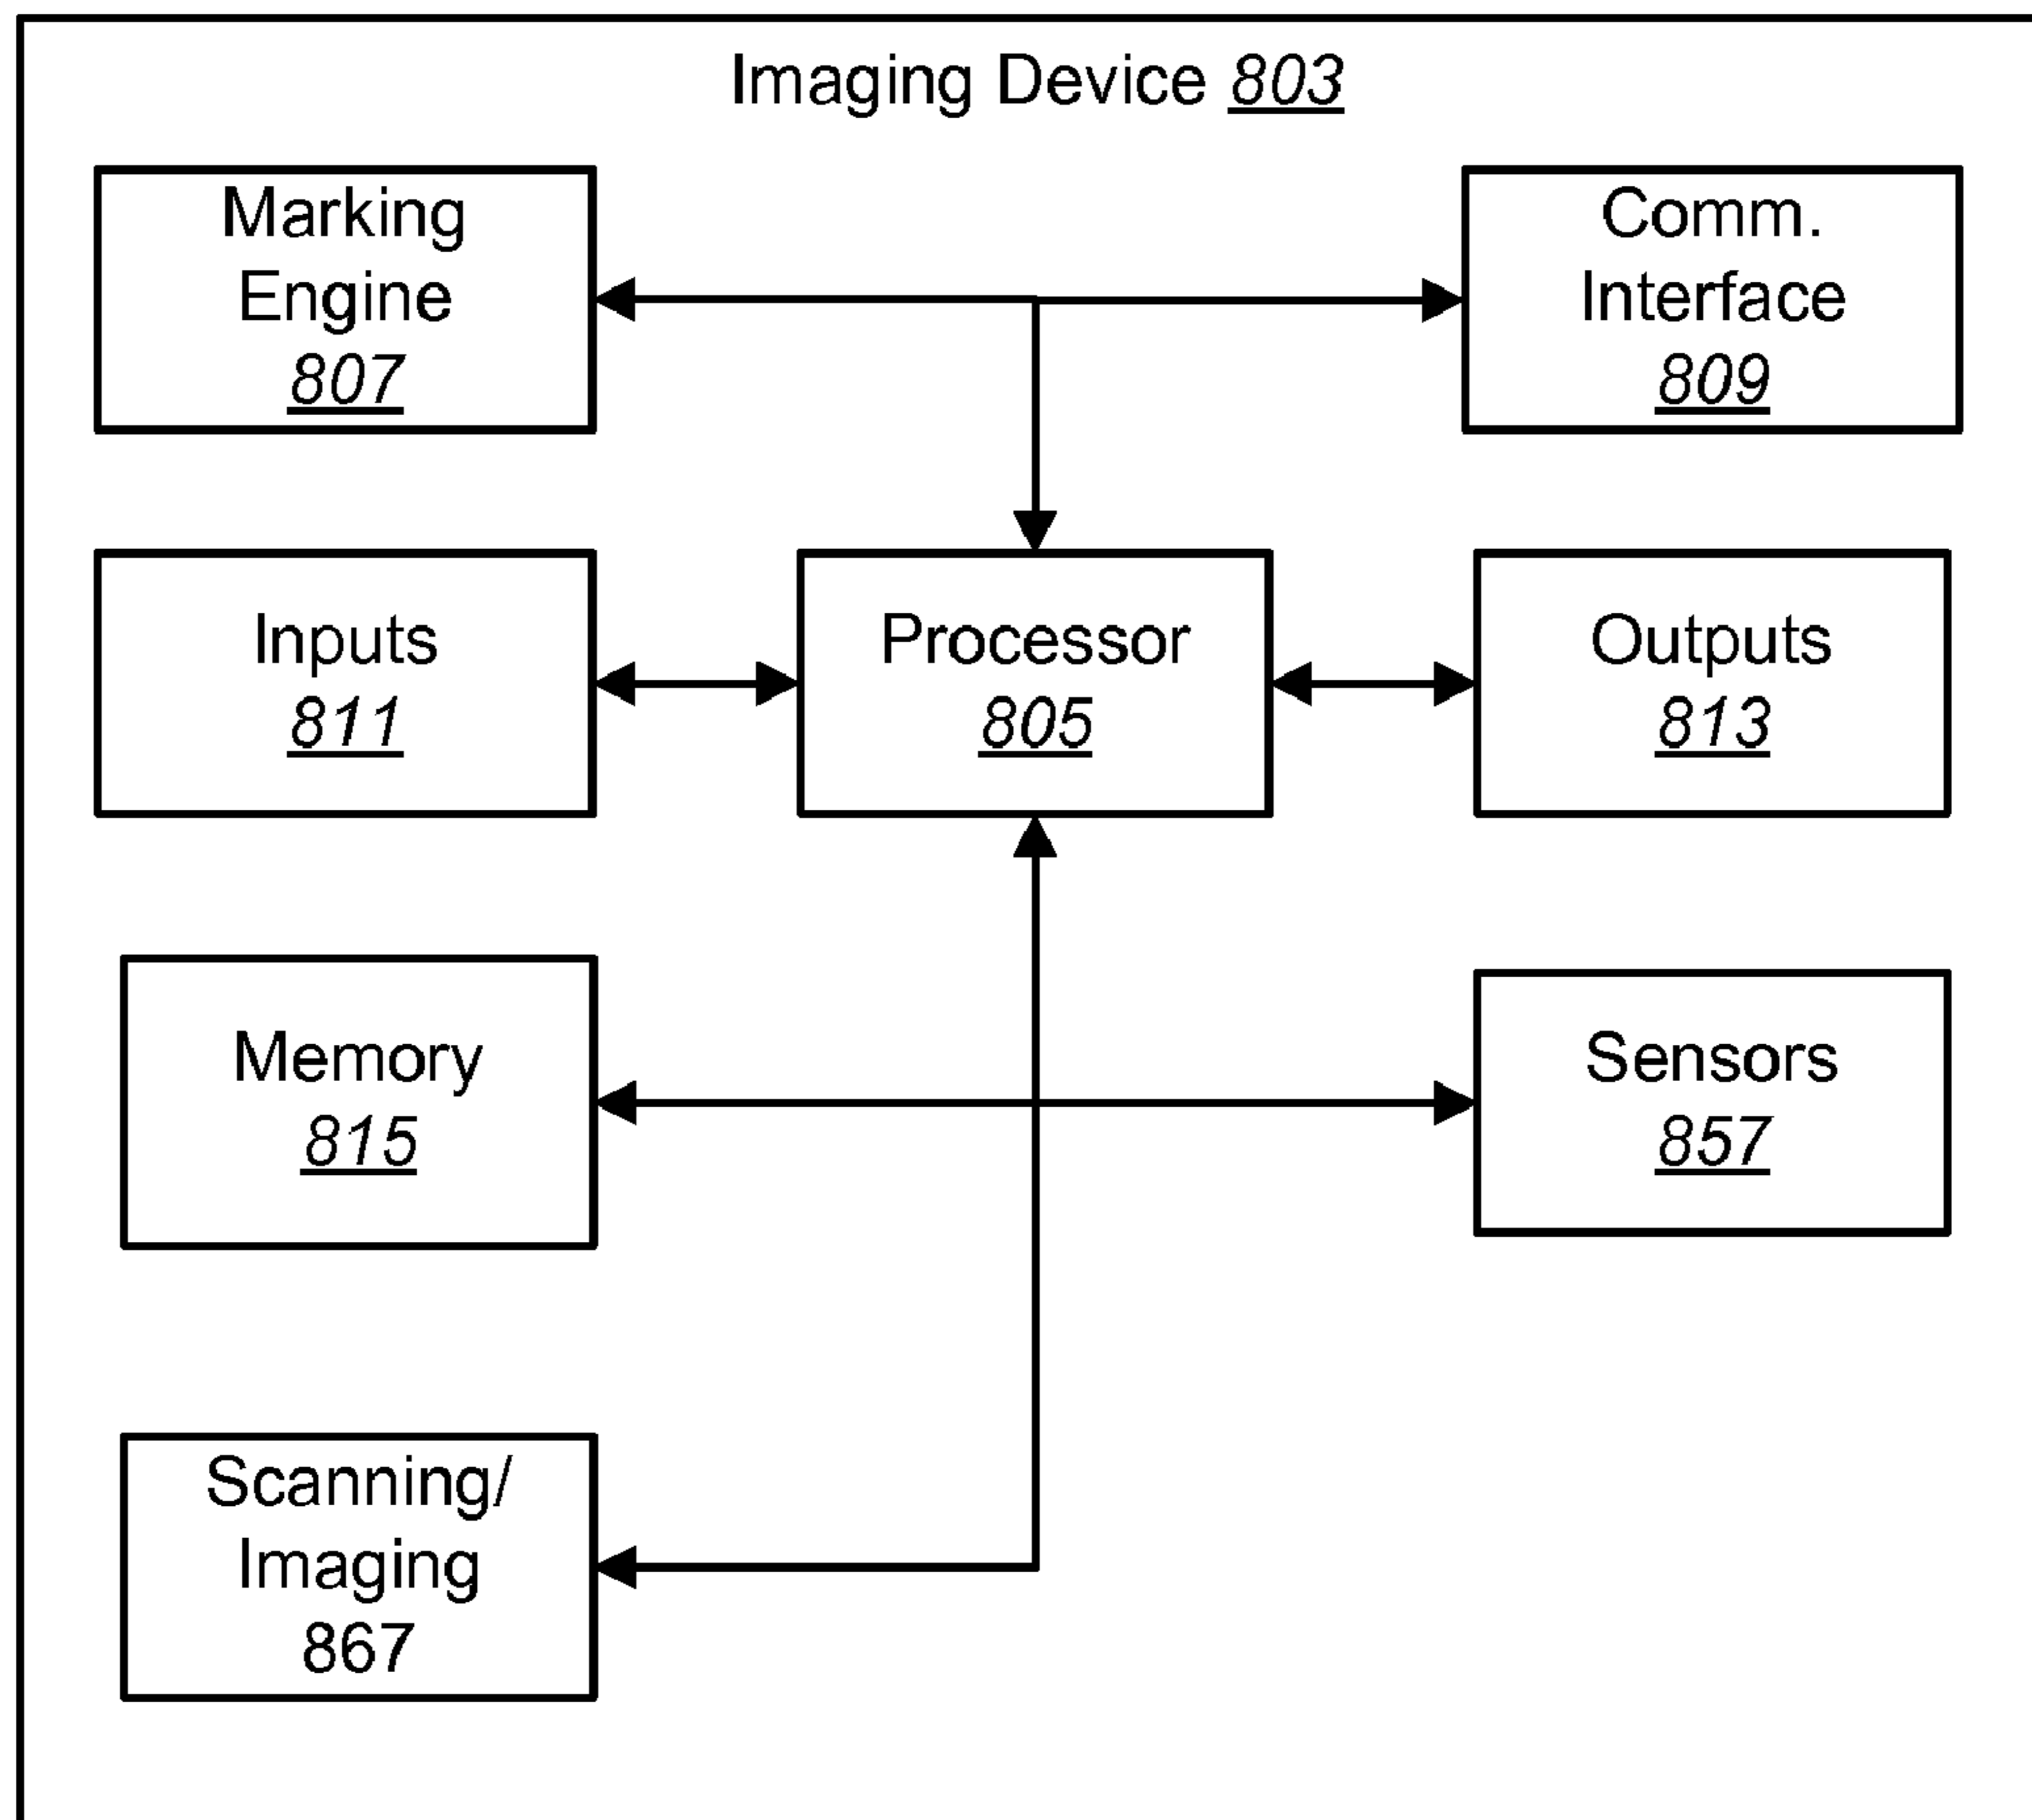 Imaging Device 803
Marking
Engine
807
Comm.
Interface
809
Inputs
811
Processor
805
Outputs
813
Memory
815
Sensors
857
Scanning/
Imaging
867